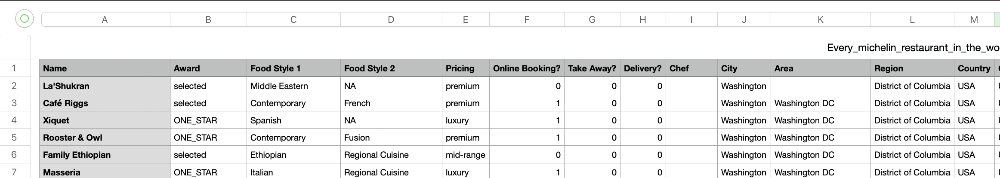 A B C D E F G H I J K L M
Every_michelin_restaurant_in_the_wo
1 Name Award Food Style 1 Food Style 2 Pricing Online Booking? Take Away? Delivery? Chef City Area Region Country
2 La'Shukran selected Middle Eastern NA premium 0 0 0 Washington District of Columbia USA
3 Café Riggs selected Contemporary French premium 1 0 0 Washington Washington DC District of Columbia USA
4 Xiquet ONE_STAR Spanish NA luxury 1 0 0 Washington Washington DC District of Columbia USA
5 Rooster & Owl ONE_STAR Contemporary Fusion premium 1 0 0 Washington Washington DC District of Columbia USA
6 Family Ethiopian selected Ethiopian Regional Cuisine mid-range 0 0 0 Washington Washington DC District of Columbia USA
7 Masseria ONE_STAR Italian Regional Cuisine luxury 1 0 0 Washington Washington DC District of Columbia USA